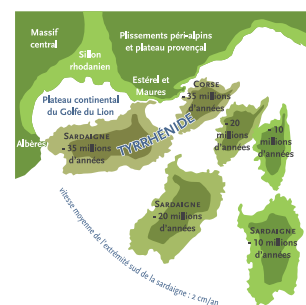 Massif
central
Plissements péri-alpins
et plateau provençal
Sillon
rhodanien
Estérel et
Maures
Plateau continental
du Golfe du Lion
Albères
CORSE
- 35 millions
d'années
TYRRHÉNIDE
SARDAIGNE
- 35 millions
d'années
- 20
millions
d'années
- 10
millions
d'années
SARDAIGNE
- 20 millions
d'années
SARDAIGNE
- 10 millions
d'années
vitesse moyenne de l'extrémité sud de la sardaigne : 2 cm/an